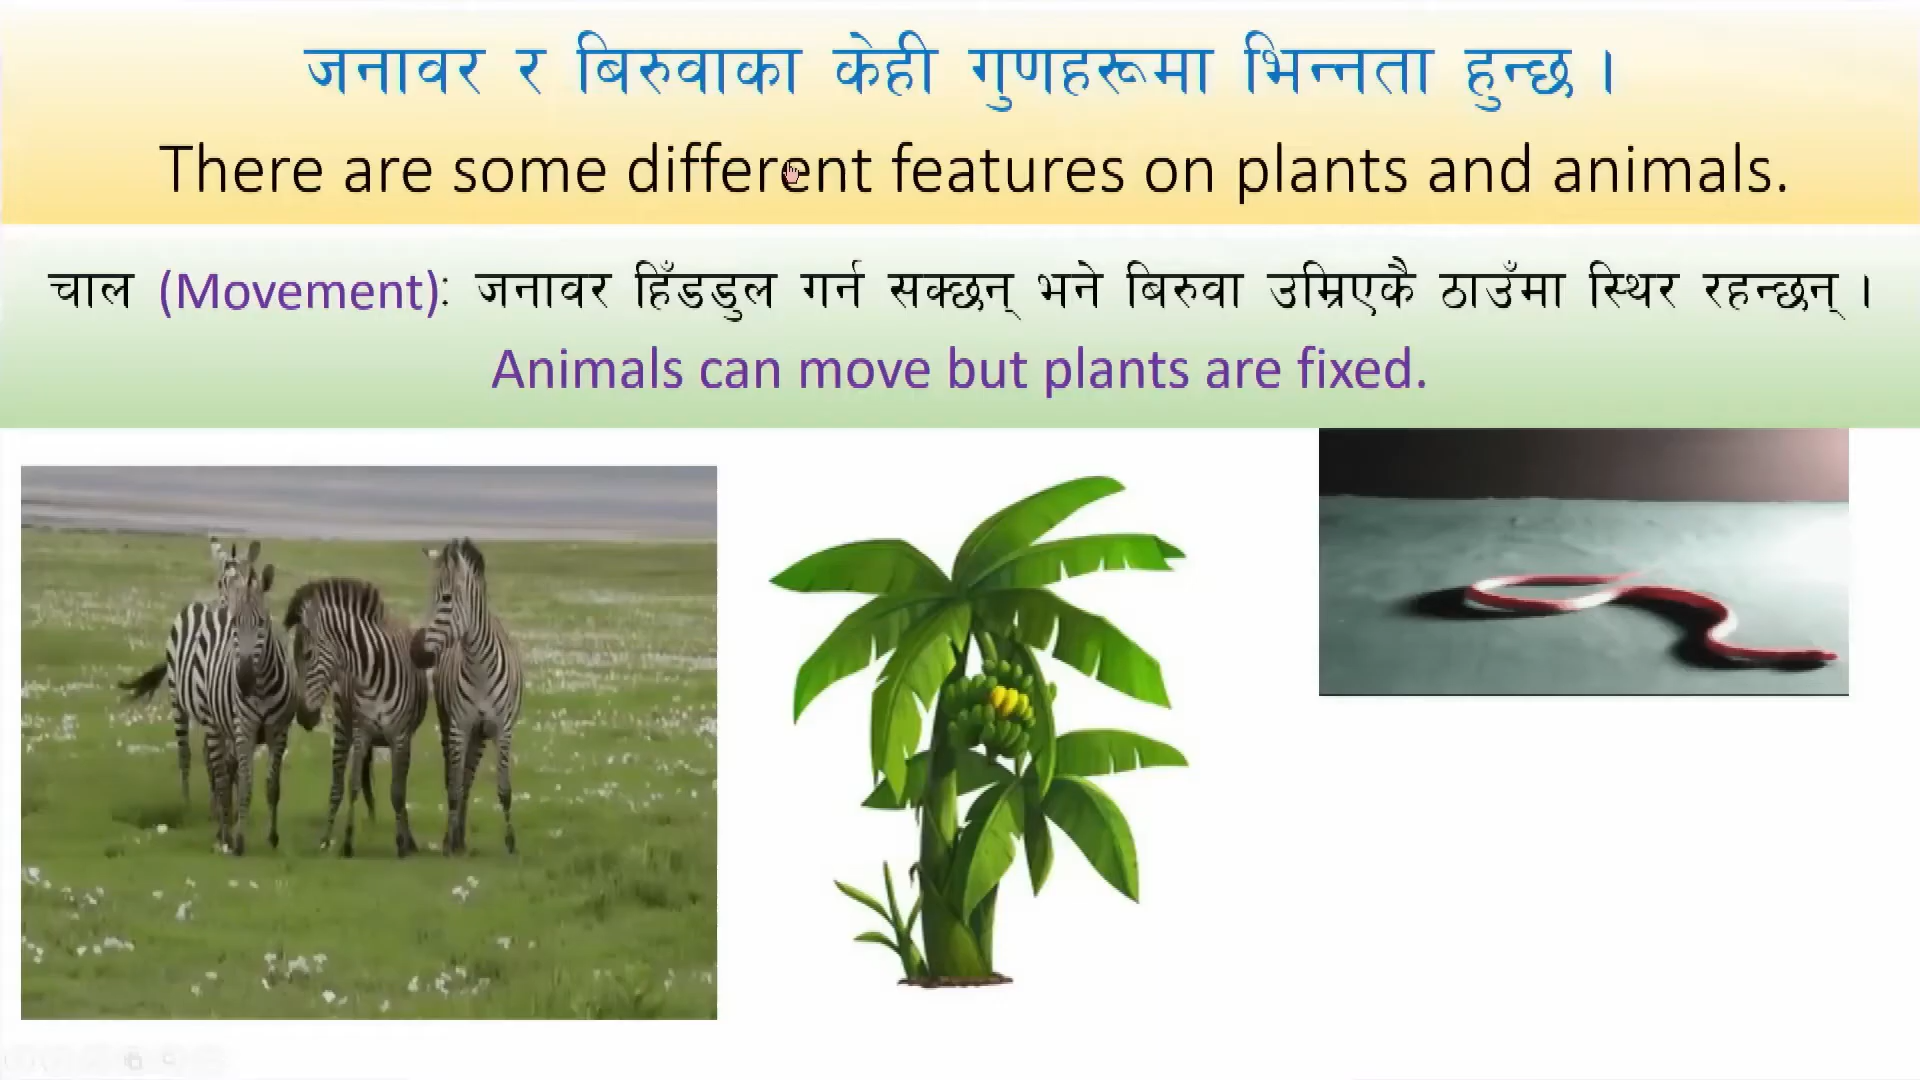 जनावर र बिरुवाका केही गुणहरूमा भिन्नता हुन्छ ।
There are some different features on plants and animals.
चाल (Movement): जनावर हिँडडुल गर्न सक्छन् भने बिरुवा उम्रिएकै ठाउँमा स्थिर रहन्छन् ।
Animals can move but plants are fixed.